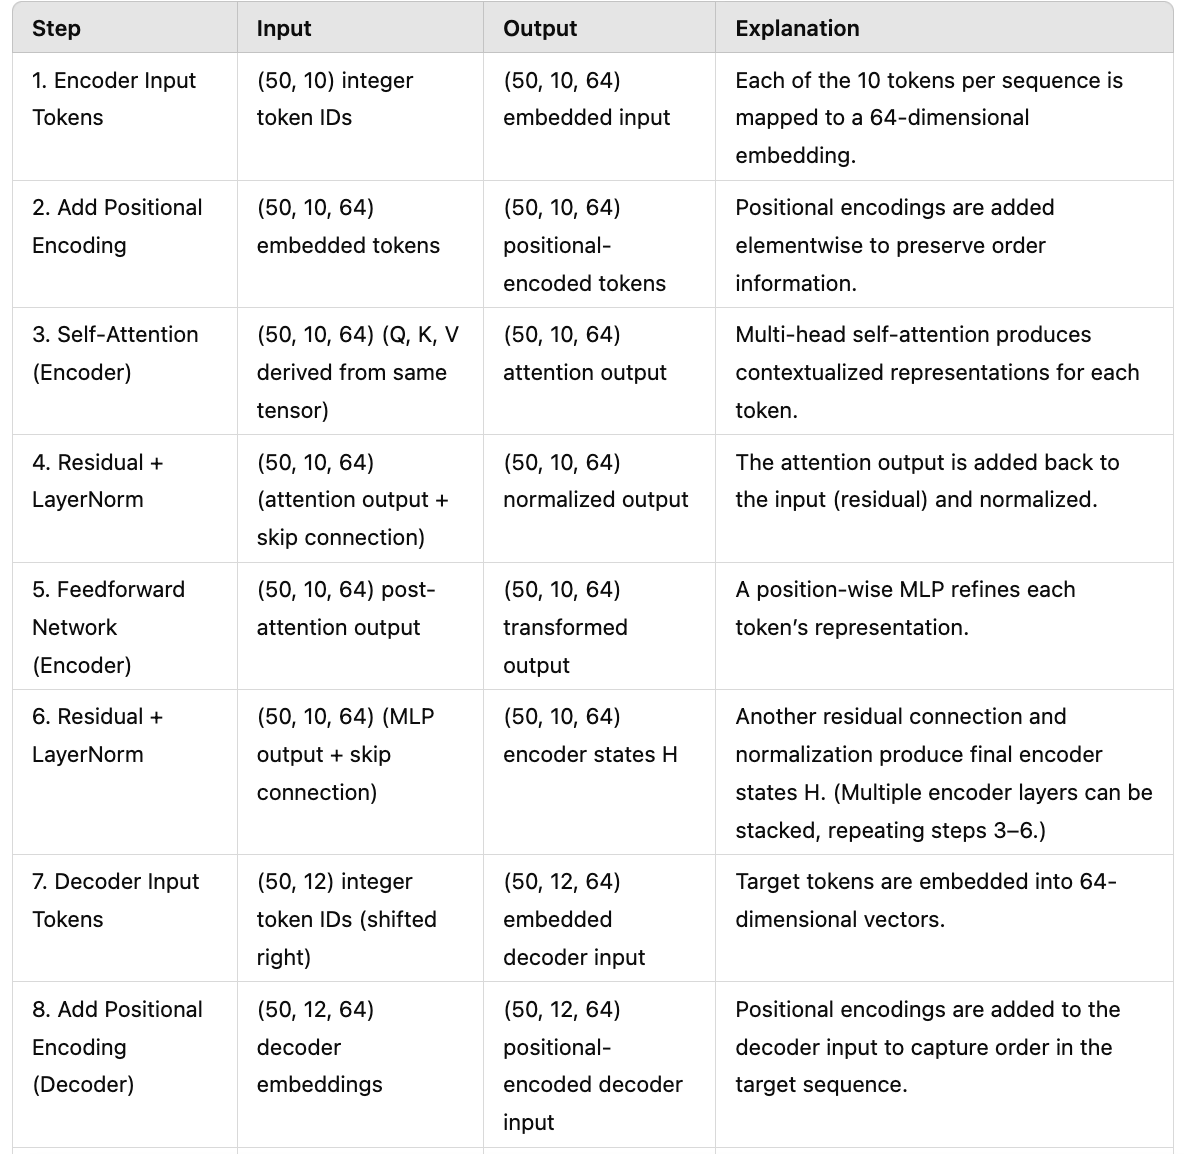 Step Input Output Explanation
1. Encoder Input
Tokens
(50, 10) integer
token IDs
(50, 10, 64)
embedded input
Each of the 10 tokens per sequence is
mapped to a 64-dimensional
embedding.
2. Add Positional
Encoding
(50, 10, 64)
embedded tokens
(50, 10, 64)
positional-
encoded tokens
Positional encodings are added
elementwise to preserve order
information.
3. Self-Attention
(Encoder)
(50, 10, 64) (Q, K, V
derived from same
tensor)
(50, 10, 64)
attention output
Multi-head self-attention produces
contextualized representations for each
token.
4. Residual +
LayerNorm
(50, 10, 64)
(attention output +
skip connection)
(50, 10, 64)
normalized output
The attention output is added back to
the input (residual) and normalized.
5. Feedforward
Network
(Encoder)
(50, 10, 64) post-
attention output
(50, 10, 64)
transformed
output
A position-wise MLP refines each
token’s representation.
6. Residual +
LayerNorm
(50, 10, 64) (MLP
output + skip
connection)
(50, 10, 64)
encoder states H
Another residual connection and
normalization produce final encoder
states H. (Multiple encoder layers can be
stacked, repeating steps 3–6.)
7. Decoder Input
Tokens
(50, 12) integer
token IDs (shifted
right)
(50, 12, 64)
embedded
decoder input
Target tokens are embedded into 64-
dimensional vectors.
8. Add Positional
Encoding
(Decoder)
(50, 12, 64)
decoder
embeddings
(50, 12, 64)
positional-
encoded decoder
input
Positional encodings are added to the
decoder input to capture order in the
target sequence.